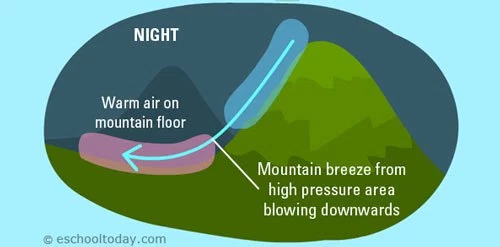 NIGHT
Warm air on
mountain floor
Mountain breeze from
high pressure area
blowing downwards
© eschooltoday.com